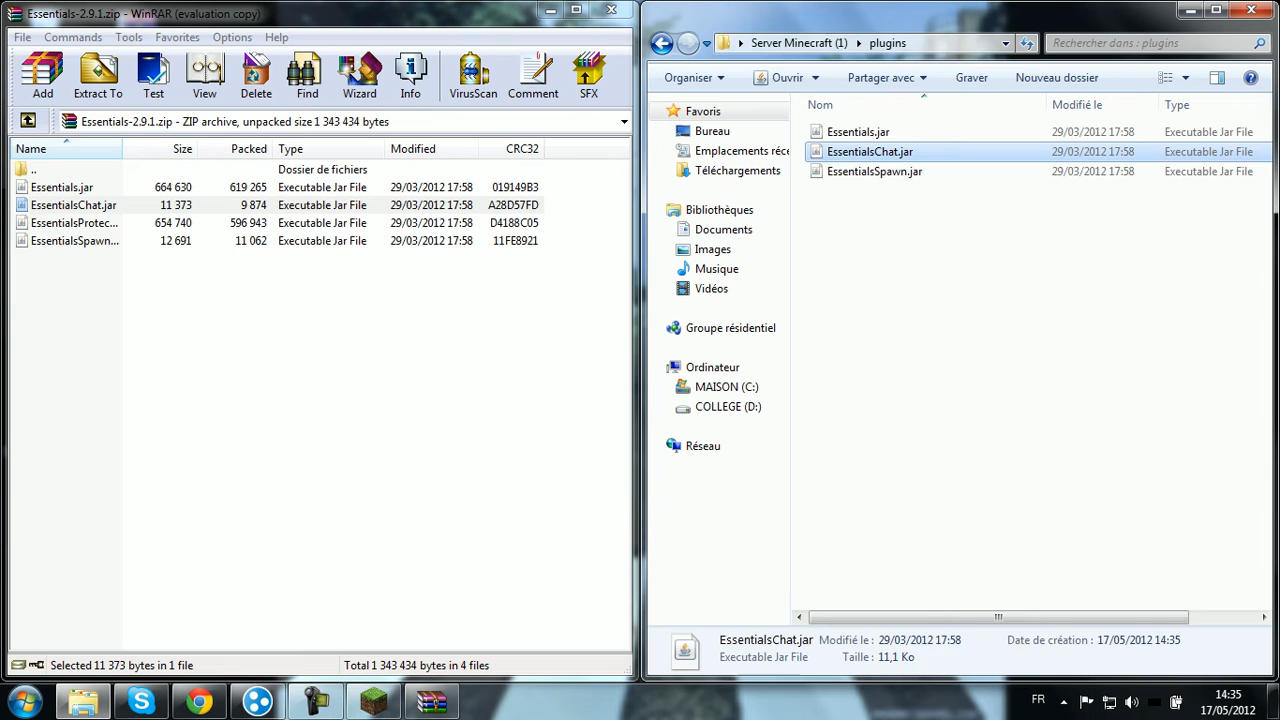 Essentials-2.9.1.zip - WinRAR (evaluation copy)
File Commands Tools Favorites Options Help
Add Extract To Test View Delete Find Wizard Info VirusScan Comment SFX
Essentials-2.9.1.zip - ZIP archive, unpacked size 1 343 434 bytes
Name Size Packed Type Modified CRC32
.. Dossier de fichiers
Essentials.jar 664 630 619 265 Executable Jar File 29/03/2012 17:58 019149B3
EssentialsChat.jar 11 373 9 874 Executable Jar File 29/03/2012 17:58 A28D57FD
EssentialsProtec... 654 740 596 943 Executable Jar File 29/03/2012 17:58 D4188C05
EssentialsSpawn... 12 691 11 062 Executable Jar File 29/03/2012 17:58 11FE8921
Selected 11 373 bytes in 1 file Total 1 343 434 bytes in 4 files
Server Minecraft (1) plugins Rechercher dans : plugins
Organiser Ouvrir Partager avec Graver Nouveau dossier
Favoris
Bureau
Emplacements réce
Téléchargements
Bibliothèques
Documents
Images
Musique
Vidéos
Groupe résidentiel
Ordinateur
MAISON (C:)
COLLEGE (D:)
Réseau
Nom Modifié le Type
Essentials.jar 29/03/2012 17:58 Executable Jar File
EssentialsChat.jar 29/03/2012 17:58 Executable Jar File
EssentialsSpawn.jar 29/03/2012 17:58 Executable Jar File
EssentialsChat.jar Modifié le : 29/03/2012 17:58 Date de création : 17/05/2012 14:35
Executable Jar File Taille : 11,1 Ko
FR 14:35
17/05/2012